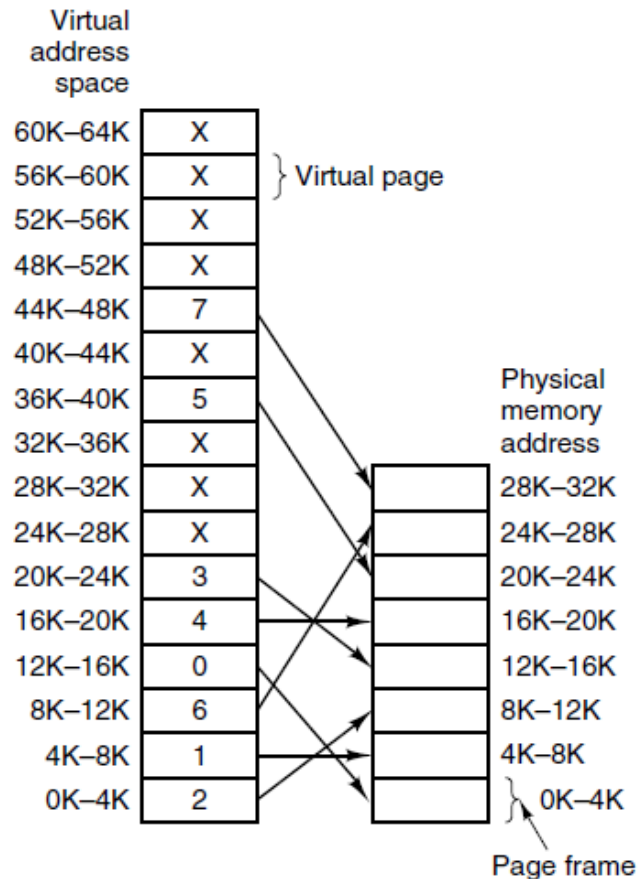 Virtual
address
space
60K–64K X
56K–60K X Virtual page
52K–56K X
48K–52K X
44K–48K 7
40K–44K X
36K–40K 5
Physical
memory
address
32K–36K X
28K–32K X 28K–32K
24K–28K X 24K–28K
20K–24K 3 20K–24K
16K–20K 4 16K–20K
12K–16K 0 12K–16K
8K–12K 6 8K–12K
4K–8K 1 4K–8K
0K–4K 2 0K–4K
Page frame